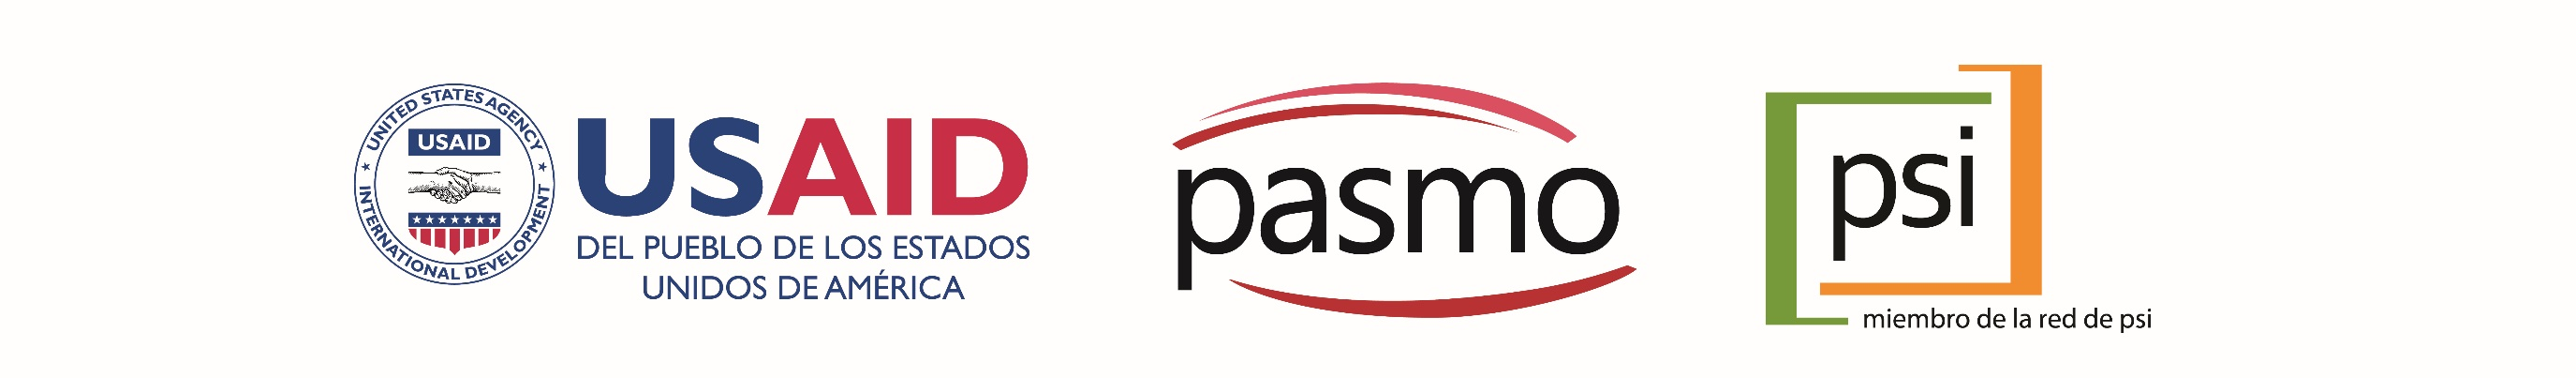 UNITED STATES AGENCY
USAID
INTERNATIONAL DEVELOPMENT
USAID
DEL PUEBLO DE LOS ESTADOS
UNIDOS DE AMÉRICA
pasmo
psi
miembro de la red de psi